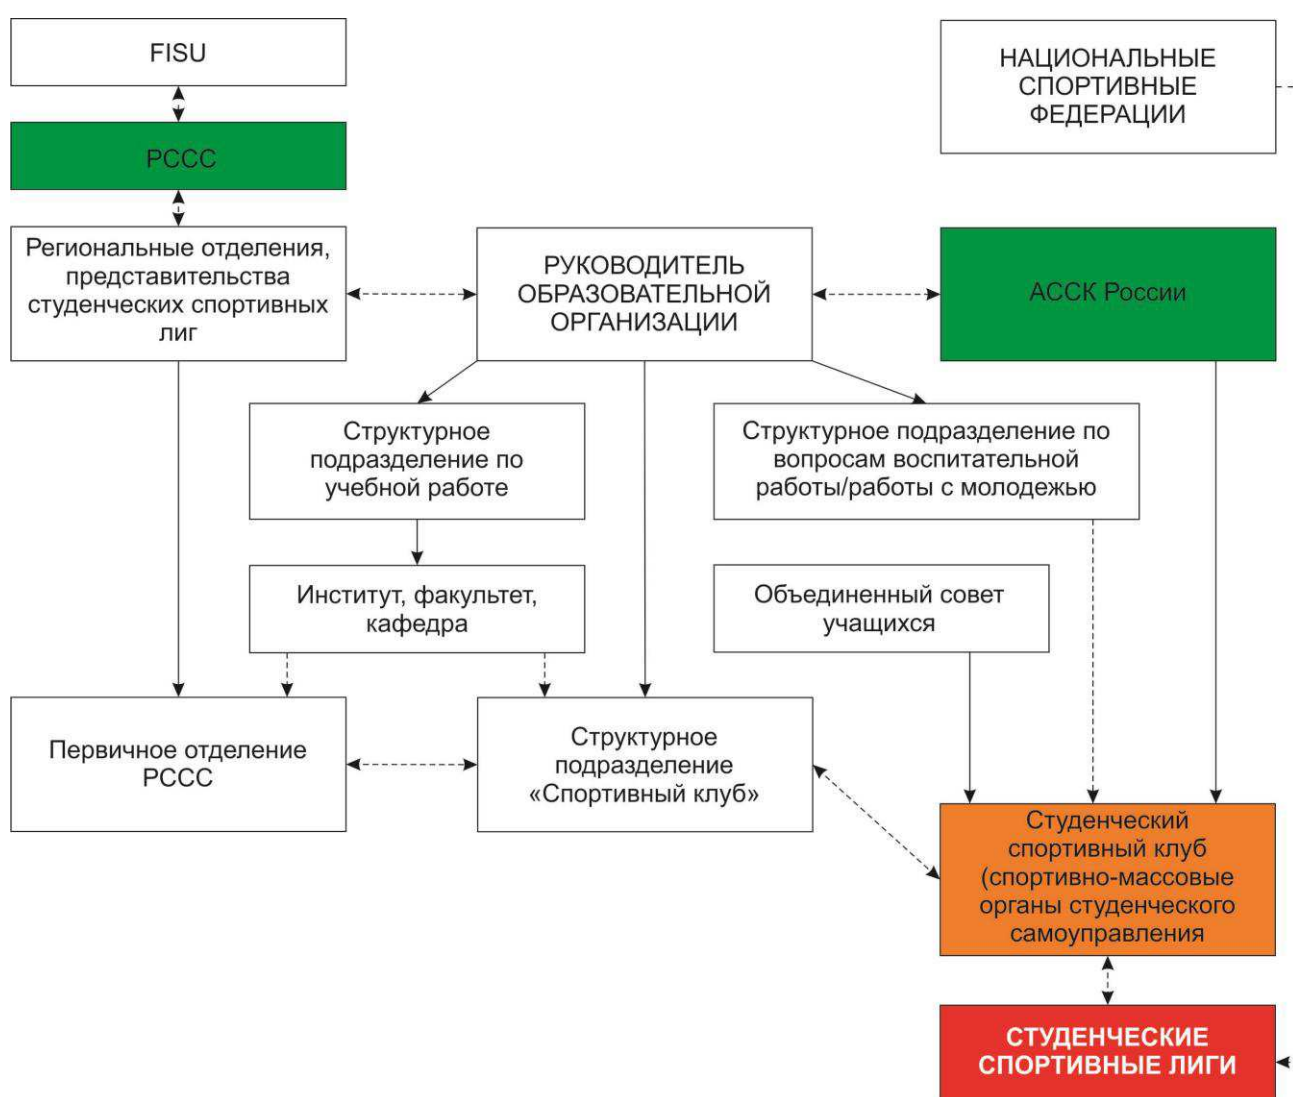 FISU
НАЦИОНАЛЬНЫЕ
СПОРТИВНЫЕ
ФЕДЕРАЦИИ
РССС
Региональные отделения,
представительства
студенческих спортивных
лиг
РУКОВОДИТЕЛЬ
ОБРАЗОВАТЕЛЬНОЙ
ОРГАНИЗАЦИИ
АССК России
Структурное
подразделение по
учебной работе
Структурное подразделение по
вопросам воспитательной
работы/работы с молодежью
Институт, факультет,
кафедра
Объединенный совет
учащихся
Первичное отделение
РССС
Структурное
подразделение
«Спортивный клуб»
Студенческий
спортивный клуб
(спортивно-массовые
органы студенческого
самоуправления
СТУДЕНЧЕСКИЕ
СПОРТИВНЫЕ ЛИГИ